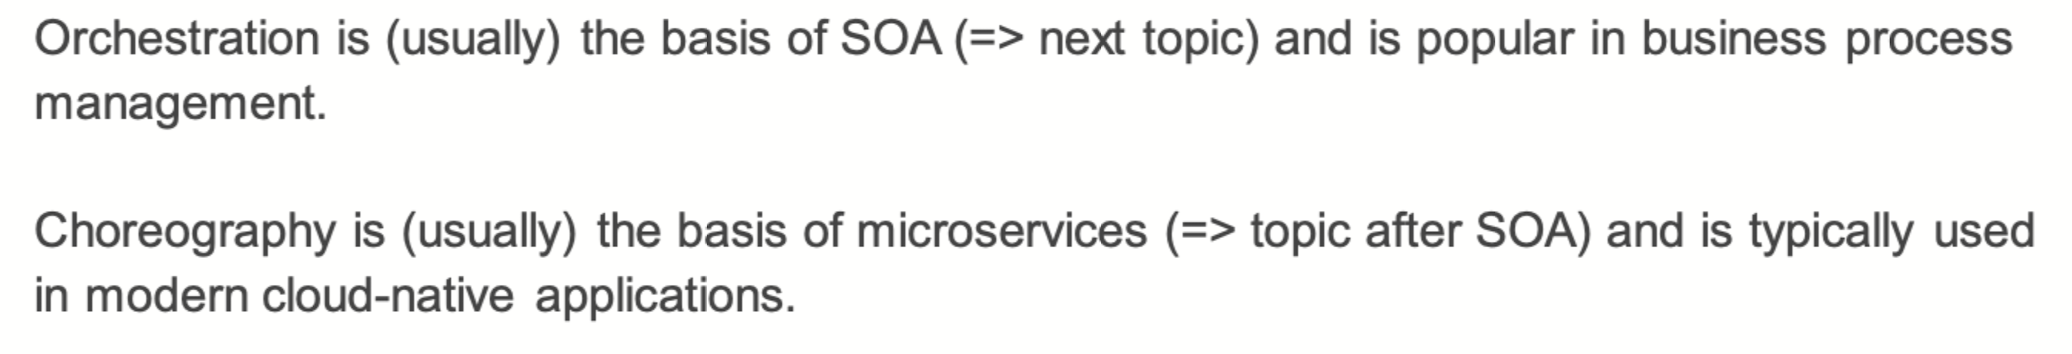 Orchestration is (usually) the basis of SOA (=> next topic) and is popular in business process
management.
Choreography is (usually) the basis of microservices (=> topic after SOA) and is typically used
in modern cloud-native applications.